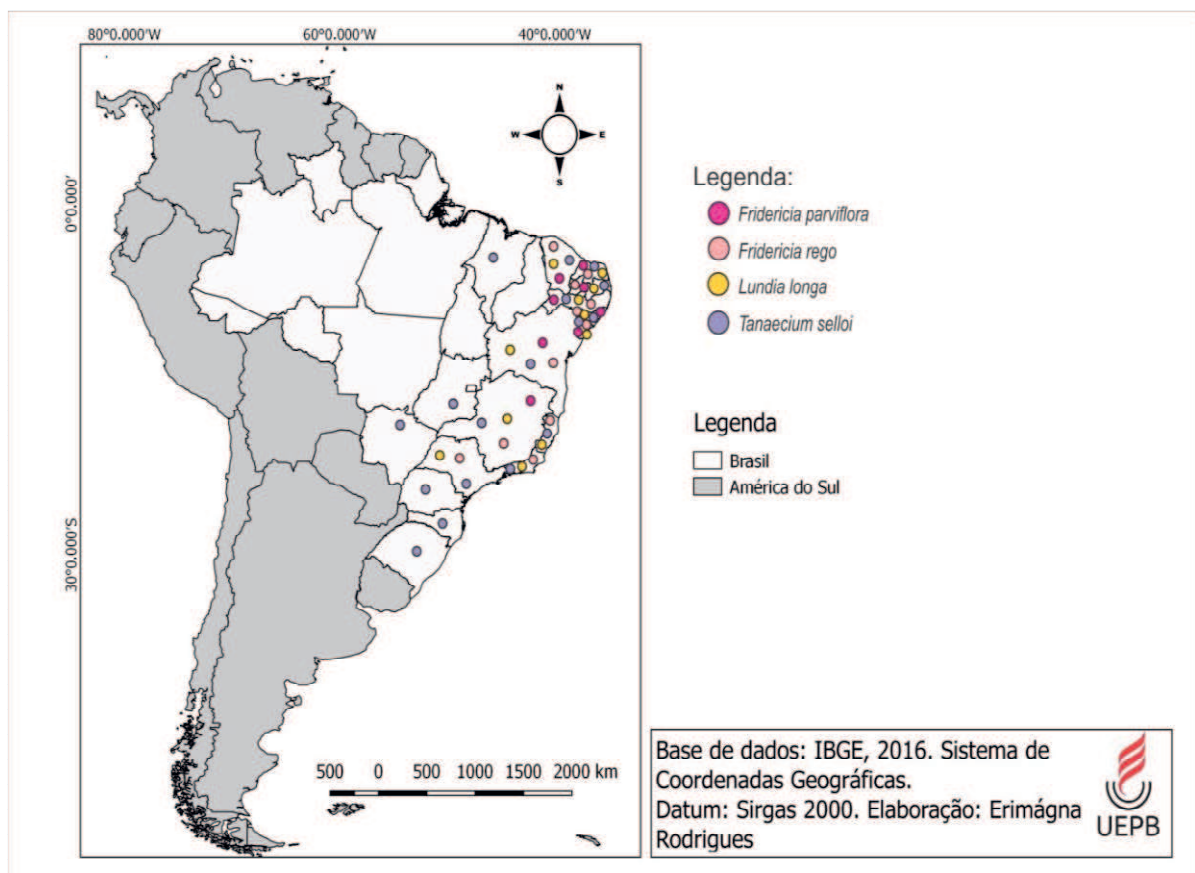 80°0.000'W 60°0.000'W 40°0.000'W
N
W E
S
0°0.000'
30°0.000'S
Legenda:
Fridericia parviflora
Fridericia rego
Lundia longa
Tanaecium selloi
Legenda
Brasil
América do Sul
500 0 500 1000 1500 2000 km
Base de dados: IBGE, 2016. Sistema de
Coordenadas Geográficas.
Datum: Sirgas 2000. Elaboração: Erimágna
Rodrigues
UEPB